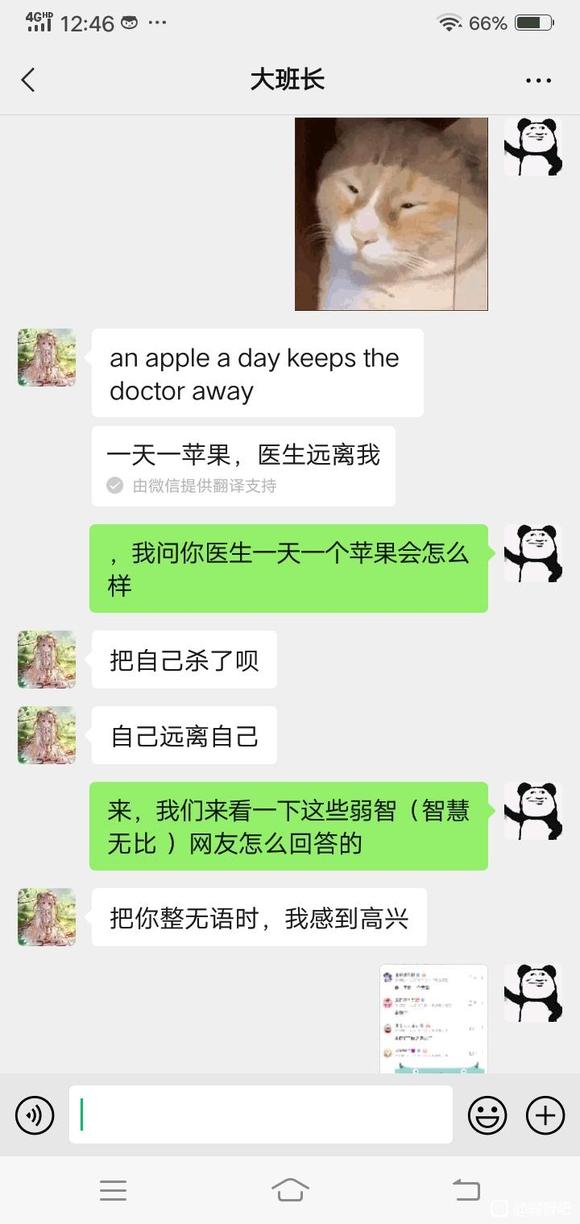 4G HD 12:46 ... 66%
大班长
an apple a day keeps the
doctor away
一天一苹果，医生远离我
由微信提供翻译支持
，我问你医生一天一个苹果会怎么
样
把自己杀了呗
自己远离自己
来，我们来看一下这些弱智（智慧
无比 ）网友怎么回答的
把你整无语时，我感到高兴